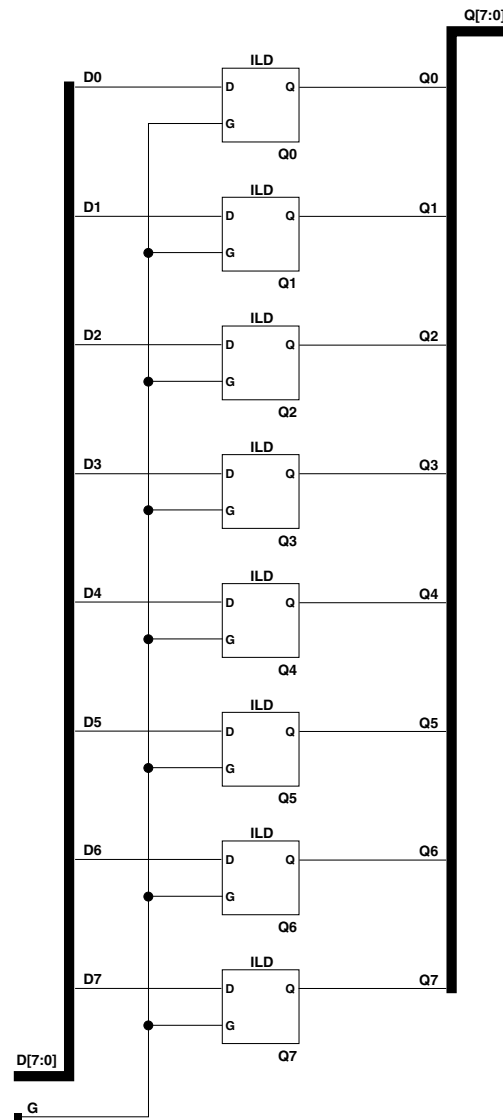 Q[7:0]
ILD
D0 D Q Q0
G
Q0
ILD
D1 D Q Q1
G
Q1
ILD
D2 D Q Q2
G
Q2
ILD
D3 D Q Q3
G
Q3
ILD
D4 D Q Q4
G
Q4
ILD
D5 D Q Q5
G
Q5
ILD
D6 D Q Q6
G
Q6
ILD
D7 D Q Q7
G
Q7
D[7:0]
G